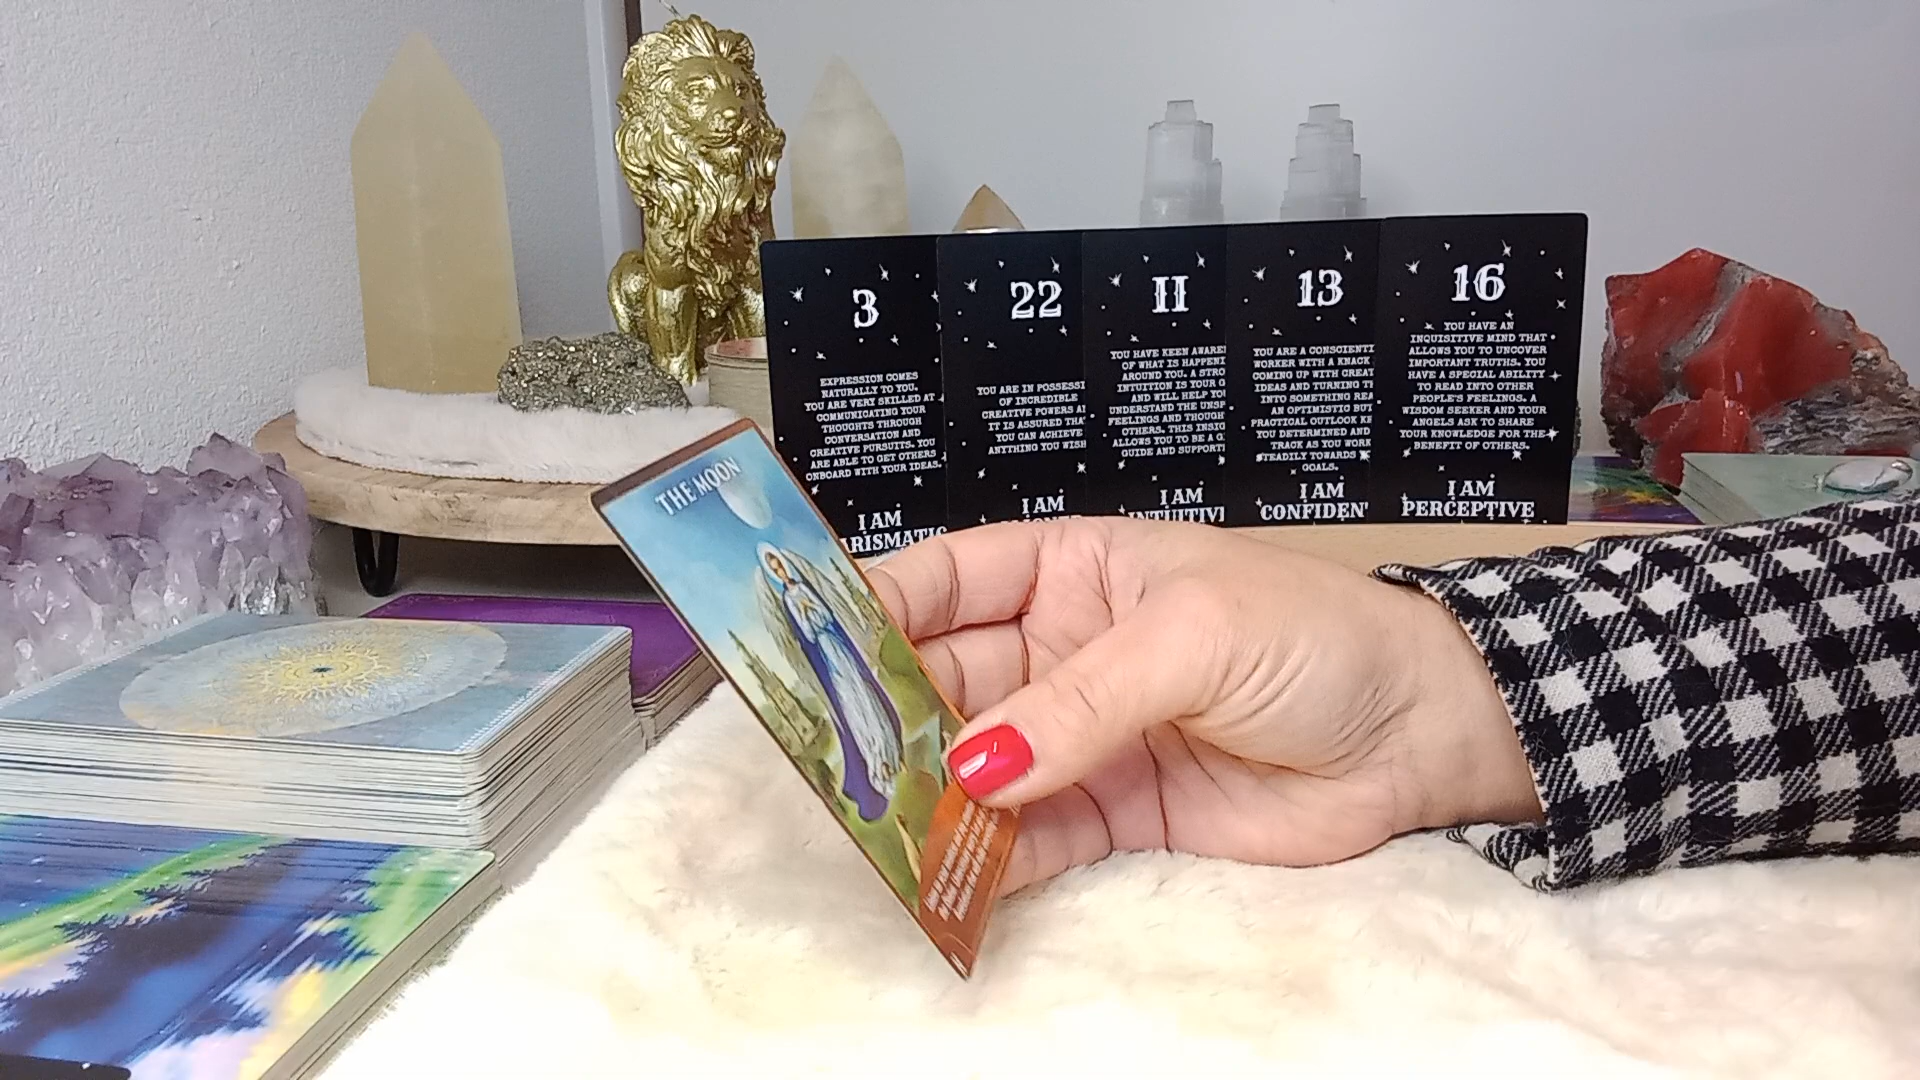 3
EXPRESSION COMES
NATURALLY TO YOU.
YOU ARE VERY SKILLED AT
COMMUNICATING YOUR
THOUGHTS THROUGH
CONVERSATION AND
CREATIVE PURSUITS. YOU
ARE ABLE TO GET OTHERS
ONBOARD WITH YOUR IDEAS.
I AM
ARISMATIC
22
YOU ARE IN POSSESSI
OF INCREDIBLE
CREATIVE POWERS A
IT IS ASSURED THA
YOU CAN ACHIEVE
ANYTHING YOU WISH
I AM
11
YOU HAVE KEEN AWARE
OF WHAT IS HAPPENI
AROUND YOU. A STRO
INTUITION IS YOUR G
AND WILL HELP YOU
UNDERSTAND THE UNSP
FEELINGS AND THOUGH
OTHERS. THIS INSIG
ALLOWS YOU TO BE A G
GUIDE AND SUPPORT
I AM
INTUITIVE
13
YOU ARE A CONSCIENTI
WORKER WITH A KNACK
COMING UP WITH GREAT
IDEAS AND TURNING TH
INTO SOMETHING REA
AN OPTIMISTIC BUT
PRACTICAL OUTLOOK KE
YOU DETERMINED AND
TRACK AS YOU WORK
STEADILY TOWARDS
GOALS.
I AM
CONFIDEN
16
YOU HAVE AN
INQUISITIVE MIND THAT
ALLOWS YOU TO UNCOVER
IMPORTANT TRUTHS. YOU
HAVE A SPECIAL ABILITY
TO READ INTO OTHER
PEOPLE'S FEELINGS. A
WISDOM SEEKER AND YOUR
ANGELS ASK TO SHARE
YOUR KNOWLEDGE FOR THE
BENEFIT OF OTHERS.
I AM
PERCEPTIVE
THE MOON